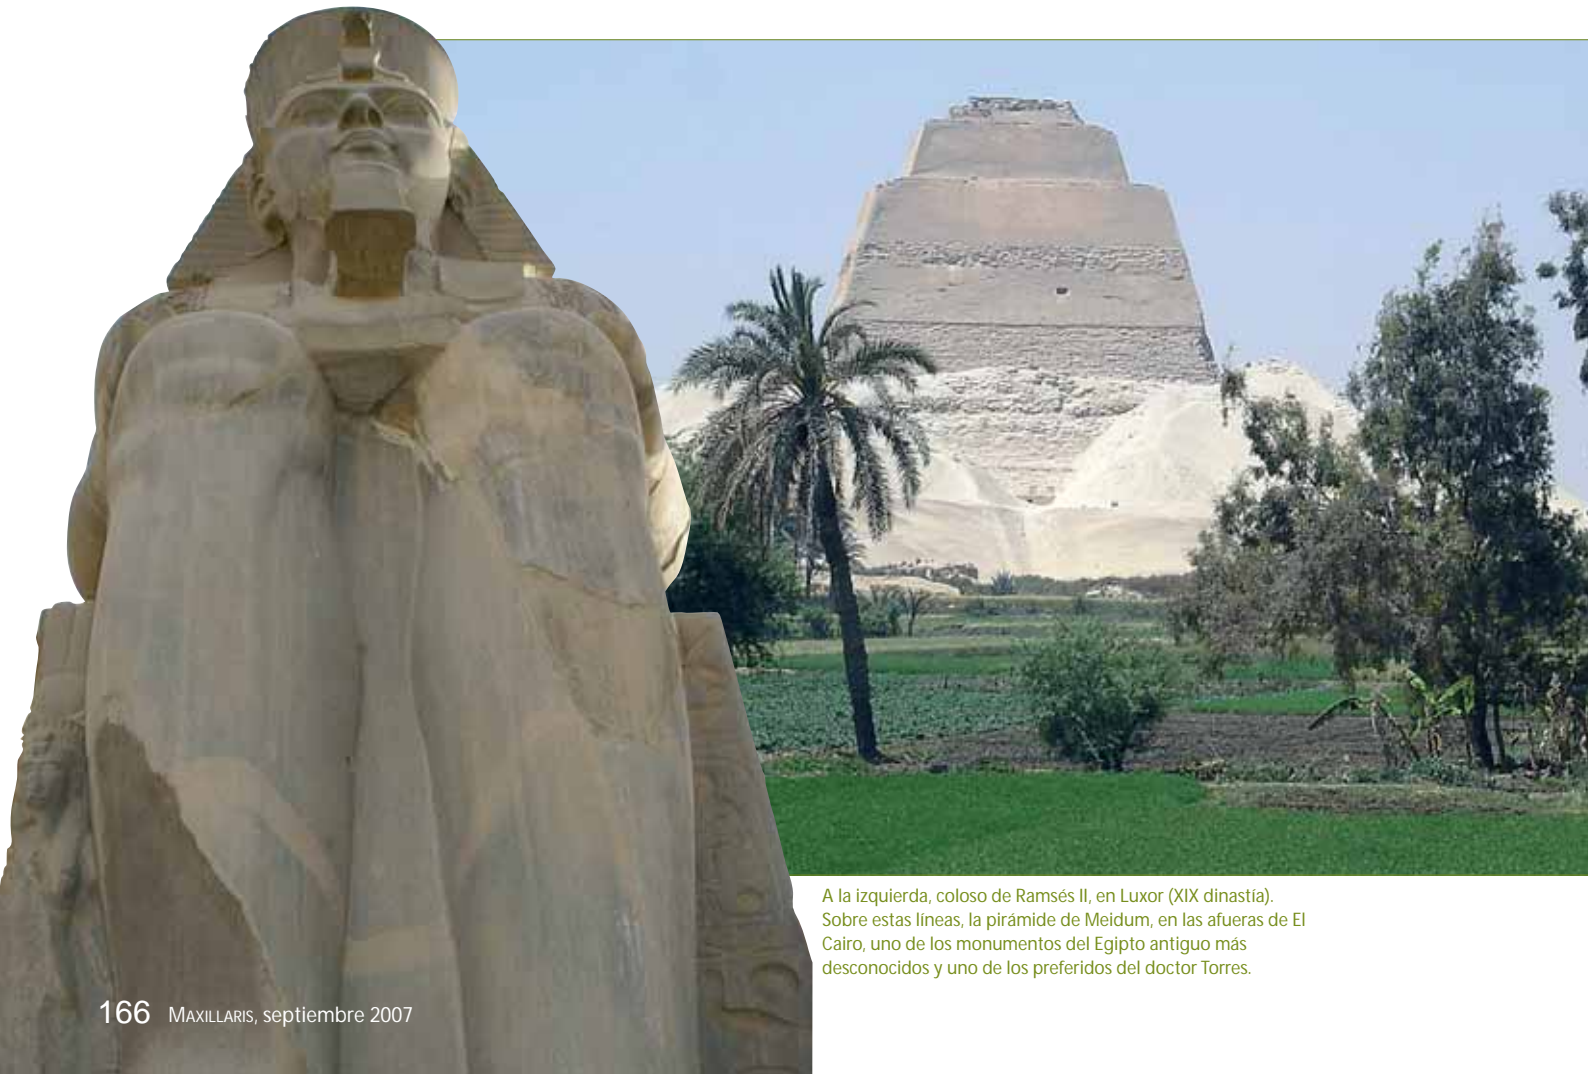 A la izquierda, coloso de Ramsés II, en Luxor (XIX dinastía).
Sobre estas líneas, la pirámide de Meidum, en las afueras de El
Cairo, uno de los monumentos del Egipto antiguo más
desconocidos y uno de los preferidos del doctor Torres.
166 MAXILLARIS, septiembre 2007